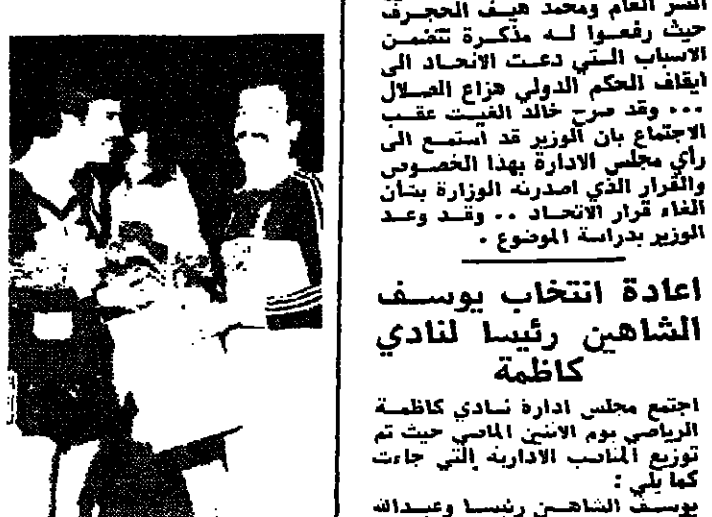 السر العام ومحمد هيف الحجرف
حيث رفعوا له مذكرة تتضمن
الاسباب التي دعت الاتحاد الى
ايقاف الحكم الدولي هزاع الصلال
... وقد صرح خالد الغيث عقب
الاجتماع بان الوزير قد استمع الى
رأي مجلس الادارة بهذا الخصوص
والقرار الذي اصدرته الوزارة بشأن
الغاء قرار الاتحاد .. وقد وعد
الوزير بدراسة الموضوع .
اعادة انتخاب يوسف
الشاهين رئيسا لنادي
كاظمة
اجتمع مجلس ادارة نادي كاظمة
الرياضي يوم الاثنين الماضي حيث تم
توزيع المناصب الادارية التي جاءت
كما يلي :
يوسف الشاهين رئيسا وعبدالله